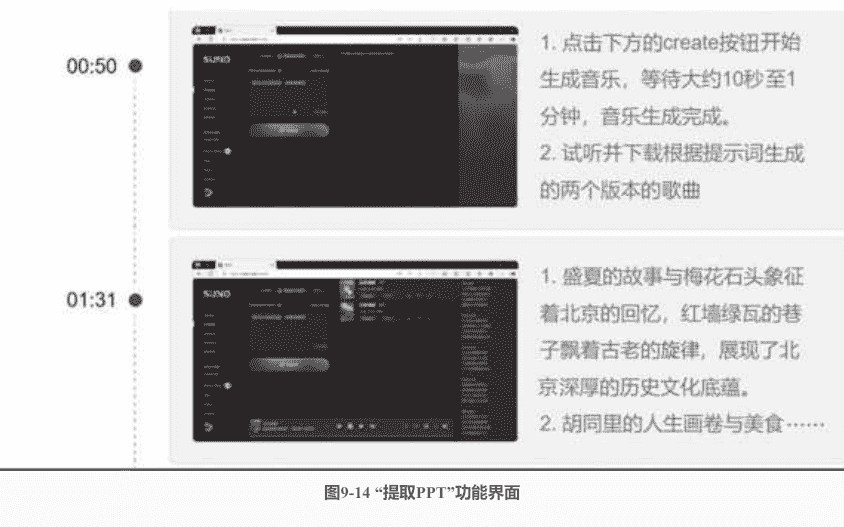 00:50
SUNO
1. 点击下方的create按钮开始
生成音乐，等待大约10秒至1
分钟，音乐生成完成。
2. 试听井下载根据提示词生成
的两个版本的歌曲
01:31
SUNO
1. 盛夏的故事与梅花石头象征
着北京的回忆，红墙绿瓦的巷
子飘着古老的旋律，展现了北
京深厚的历史文化底蕴。
2. 胡同里的人生画卷与美食……
图9-14 “提取PPT”功能界面